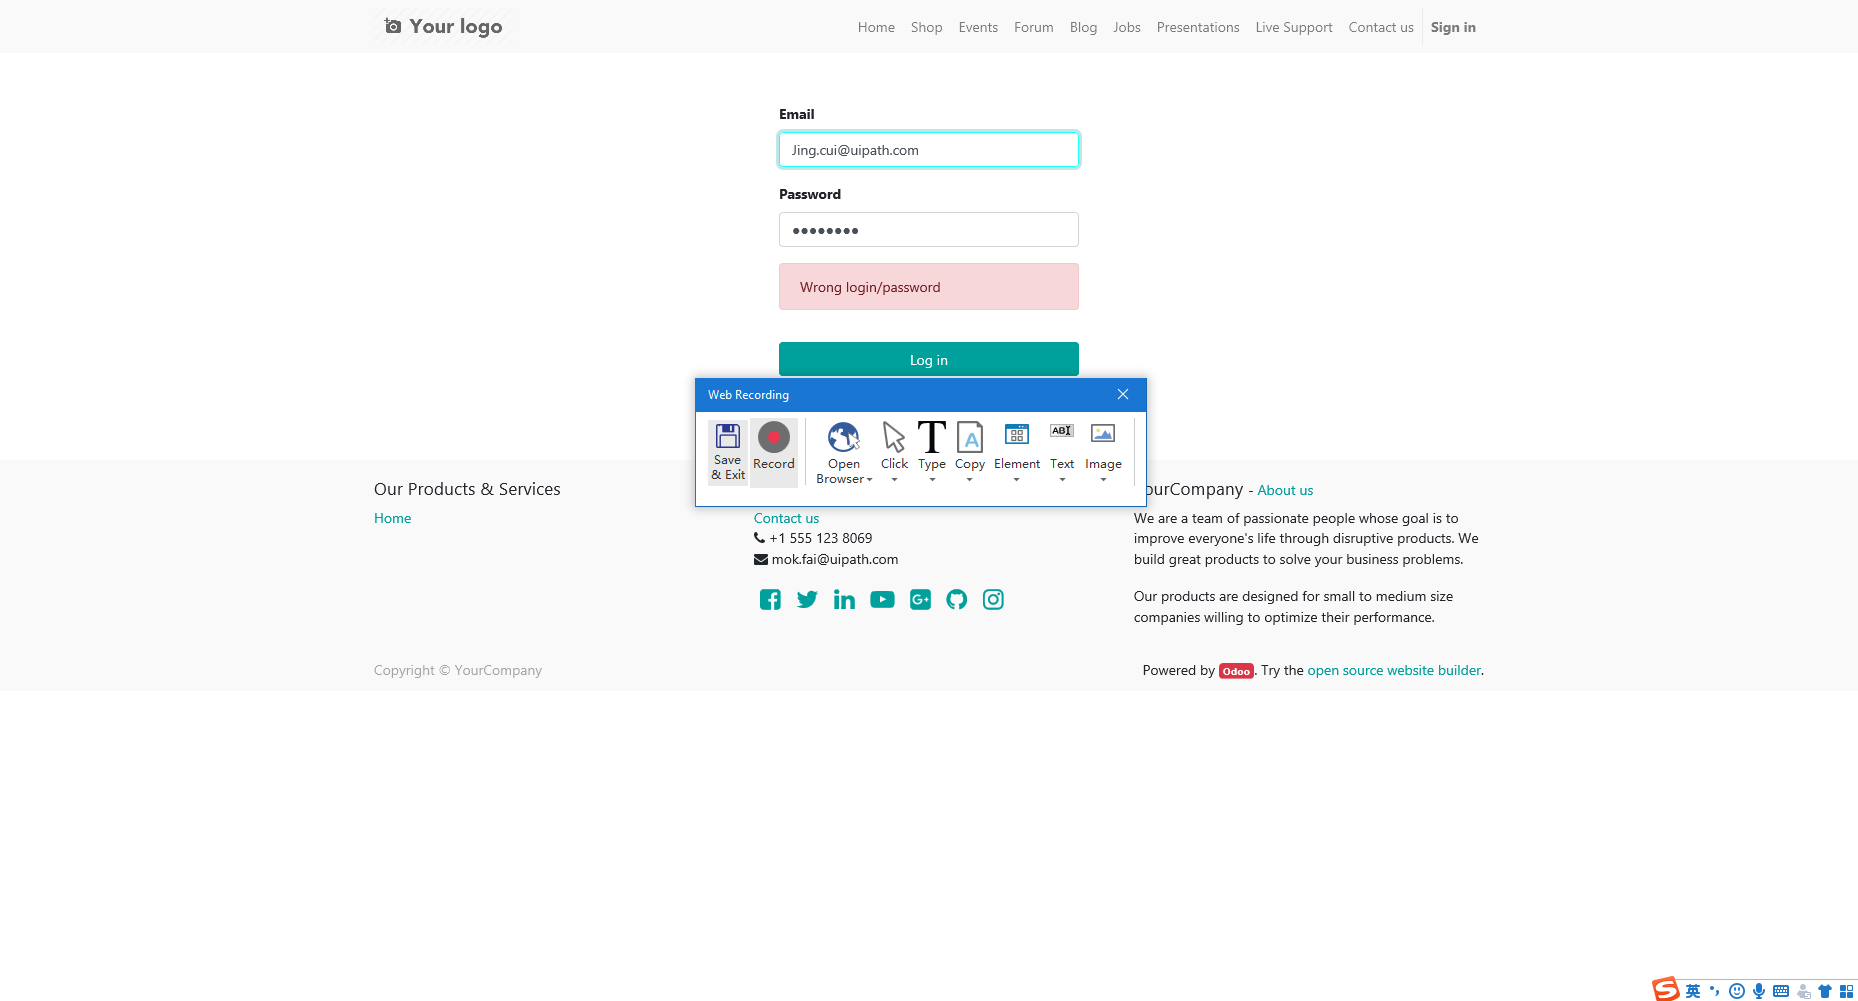 Your logo
Home Shop Events Forum Blog Jobs Presentations Live Support Contact us Sign in
Email
Jing.cui@uipath.com
Password
Wrong login/password
Log in
Web Recording
Save & Exit
Record
Open Browser
Click
Type
Copy
Element
Text
Image
Our Products & Services
Home
Contact us
+1 555 123 8069
mok.fai@uipath.com
ourCompany - About us
We are a team of passionate people whose goal is to
improve everyone's life through disruptive products. We
build great products to solve your business problems.
Our products are designed for small to medium size
companies willing to optimize their performance.
Copyright © YourCompany
Powered by Odoo. Try the open source website builder.
英